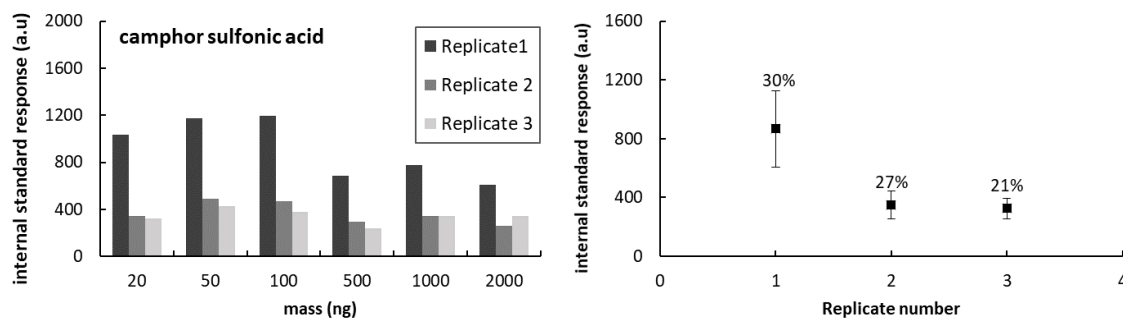 internal standard response (a.u)
2000
1600
1200
800
400
0
camphor sulfonic acid
Replicate1
Replicate 2
Replicate 3
20 50 100 500 1000 2000
mass (ng)
internal standard response (a.u)
1600
1200
800
400
0
30%
27%
21%
0 1 2 3 4
Replicate number